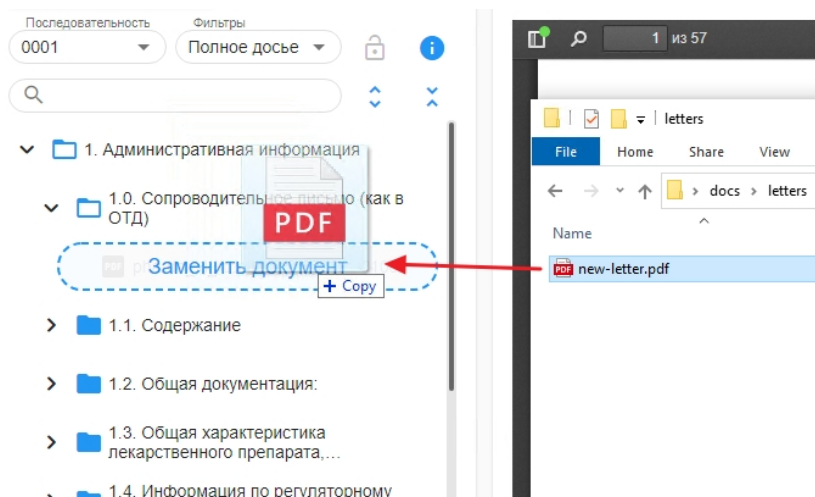 Последовательность
Фильтры
0001
Полное досье
1 из 57
letters
File Home Share View
docs > letters
Name
new-letter.pdf
1. Административная информация
1.0. Сопроводительное письмо (как в
ОТД)
PDF
Заменить документ
+ Copy
1.1. Содержание
1.2. Общая документация:
1.3. Общая характеристика
лекарственного препарата,...
1.4. Информация по регуляторному